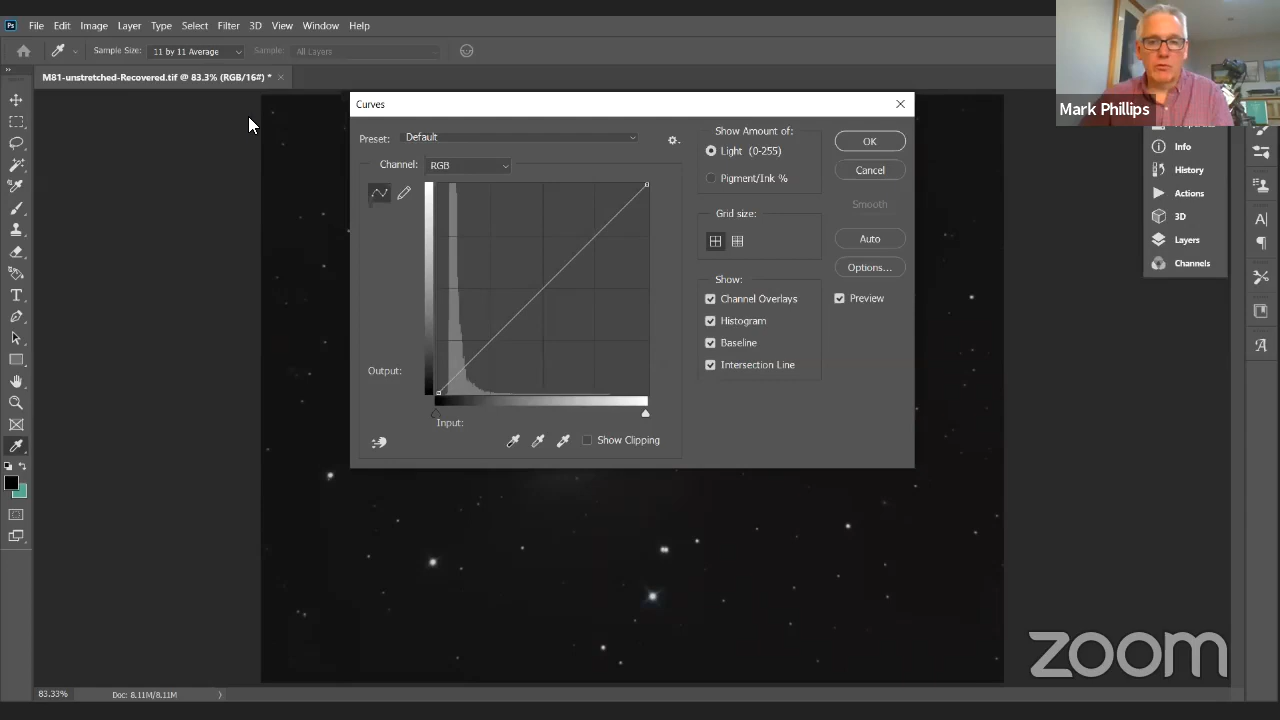 Ps File Edit Image Layer Type Select Filter 3D View Window Help
Sample Size: 11 by 11 Average Sample: All Layers
M81-unstretched-Recovered.tif @ 83.3% (RGB/16#) *
Mark Phillips
Curves
Preset: Default
Channel: RGB
Output:
Input:
Show Clipping
Show Amount of:
Light (0-255)
Pigment/Ink %
Grid size:
Show:
Channel Overlays
Histogram
Baseline
Intersection Line
OK
Cancel
Smooth
Auto
Options...
Preview
Info
History
Actions
3D
Layers
Channels
83.33% Doc: 8.11M/8.11M
zoom